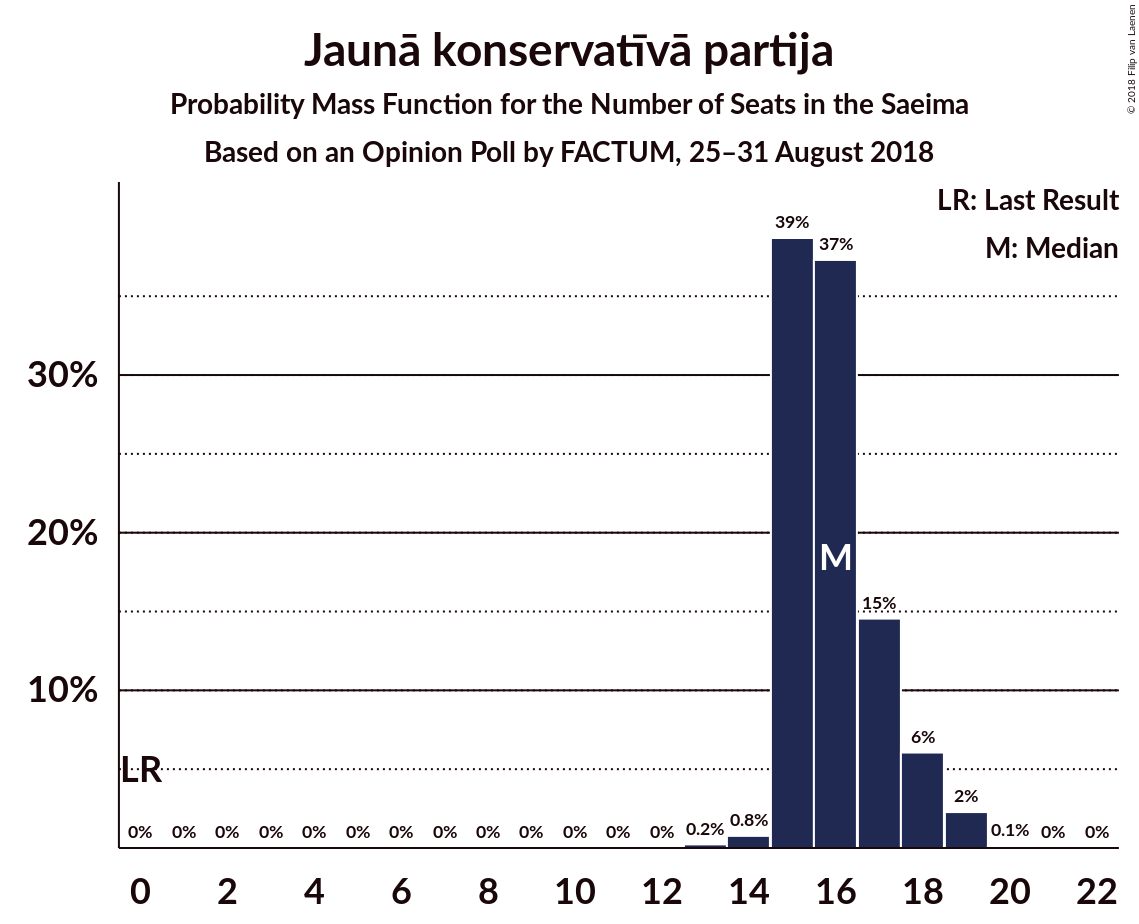 © 2018 Filip van Laenen
Jaunā konservatīvā partija
Probability Mass Function for the Number of Seats in the Saeima
Based on an Opinion Poll by FACTUM, 25–31 August 2018
LR: Last Result
M: Median
39%
37%
30%
20%
M
15%
10%
6%
LR
2%
0% 0% 0% 0% 0% 0% 0% 0% 0% 0% 0% 0% 0% 0.2% 0.8% 0.1% 0% 0%
0 2 4 6 8 10 12 14 16 18 20 22